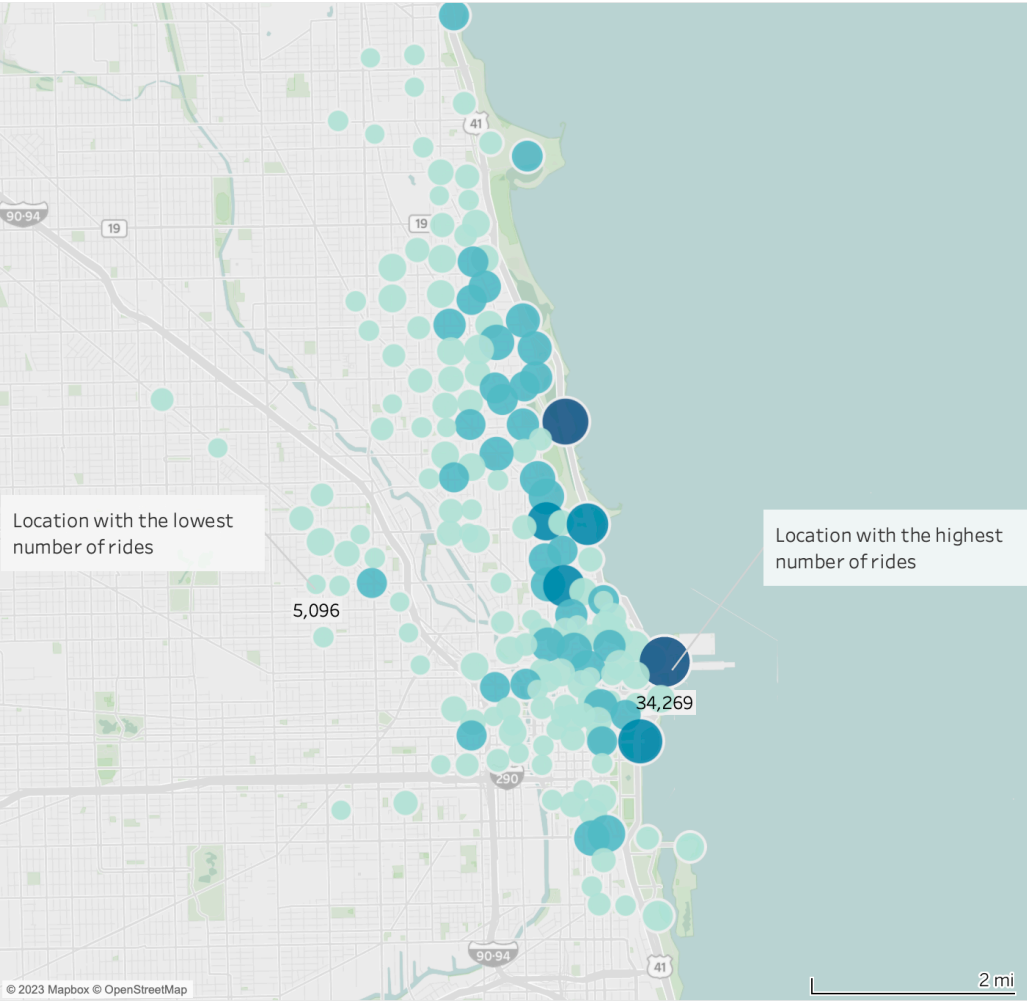 41
90-94
19
19
Location with the lowest
number of rides
Location with the highest
number of rides
5,096
34,269
290
90-94
41
2 mi
© 2023 Mapbox © OpenStreetMap